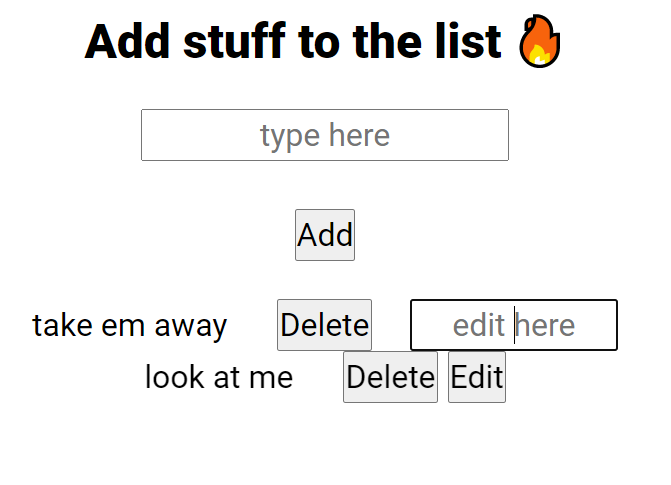 Add stuff to the list 🔥
type here
Add
take em away Delete edit here
look at me Delete Edit